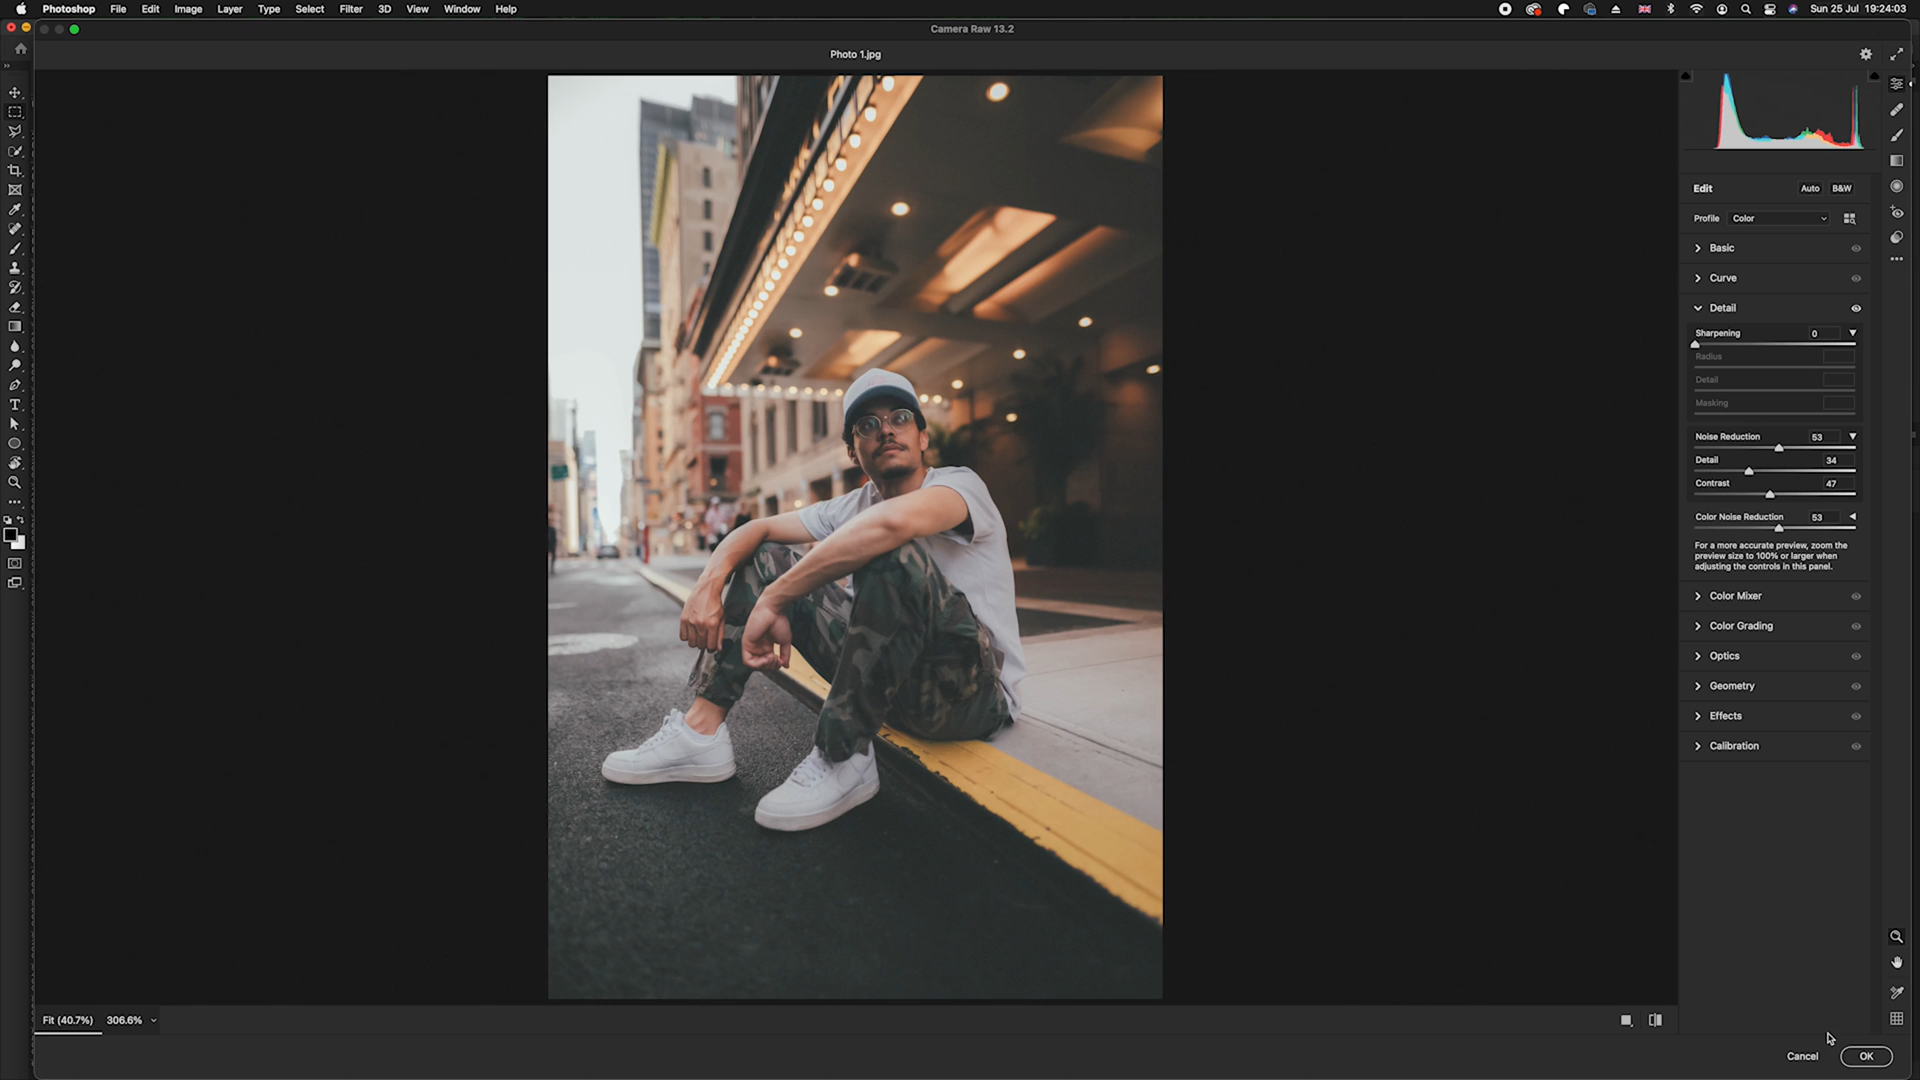 Photoshop File Edit Image Layer Type Select Filter 3D View Window Help Sun 25 Jul 19:24:03
Camera Raw 13.2
Photo 1.jpg
Edit Auto B&W
Profile Color
Basic
Curve
Detail
Sharpening 0
Radius
Detail
Masking
Noise Reduction 53
Detail 34
Contrast 47
Color Noise Reduction 53
For a more accurate preview, zoom the
preview size to 100% or larger when
adjusting the controls in this panel.
Color Mixer
Color Grading
Optics
Geometry
Effects
Calibration
Fit (40.7%) 306.6%
Cancel OK